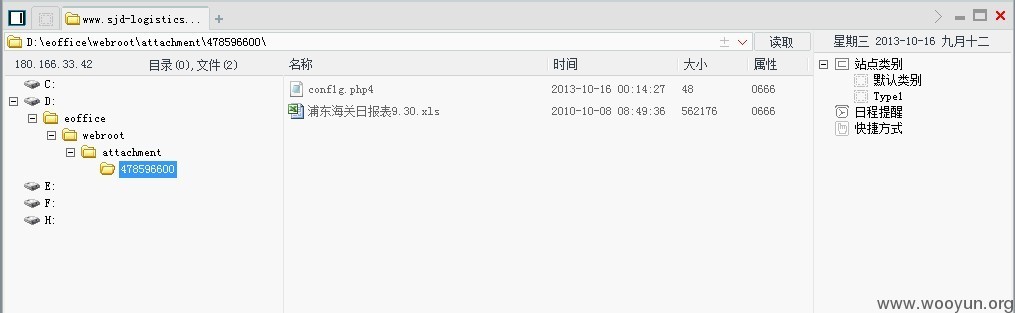 www.sjd-logistics...
D:\eoffice\webroot\attachment\478596600\ 读取 星期三 2013-10-16 九月十二
180.166.33.42 目录(0),文件(2) 名称 时间 大小 属性
C:
D:
eoffice
webroot
attachment
478596600
E:
F:
H:
conf1g.php4 2013-10-16 00:14:27 48 0666
浦东海关日报表9.30.xls 2010-10-08 08:49:36 562176 0666
站点类别
默认类别
Type1
日程提醒
快捷方式
www.wooyun.org